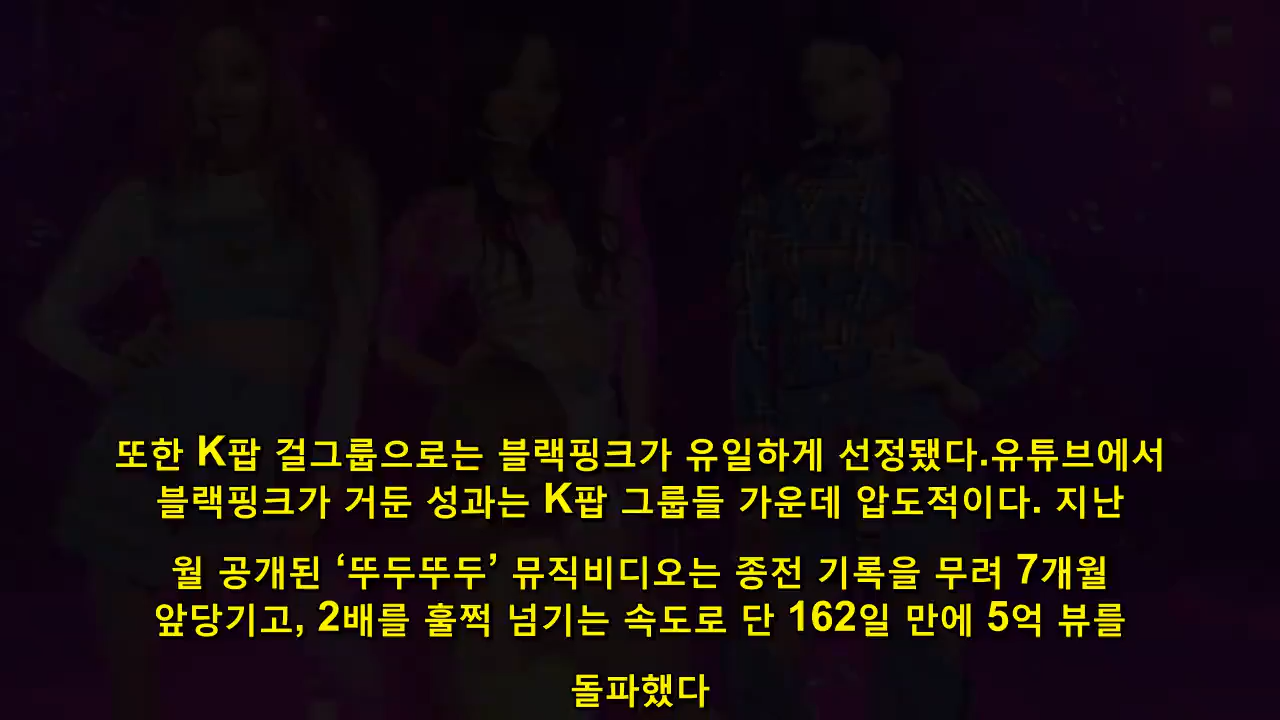 또한 K팝 걸그룹으로는 블랙핑크가 유일하게 선정됐다.유튜브에서
블랙핑크가 거둔 성과는 K팝 그룹들 가운데 압도적이다. 지난
월 공개된 ‘뚜두뚜두’ 뮤직비디오는 종전 기록을 무려 7개월
앞당기고, 2배를 훌쩍 넘기는 속도로 단 162일 만에 5억 뷰를
돌파했다